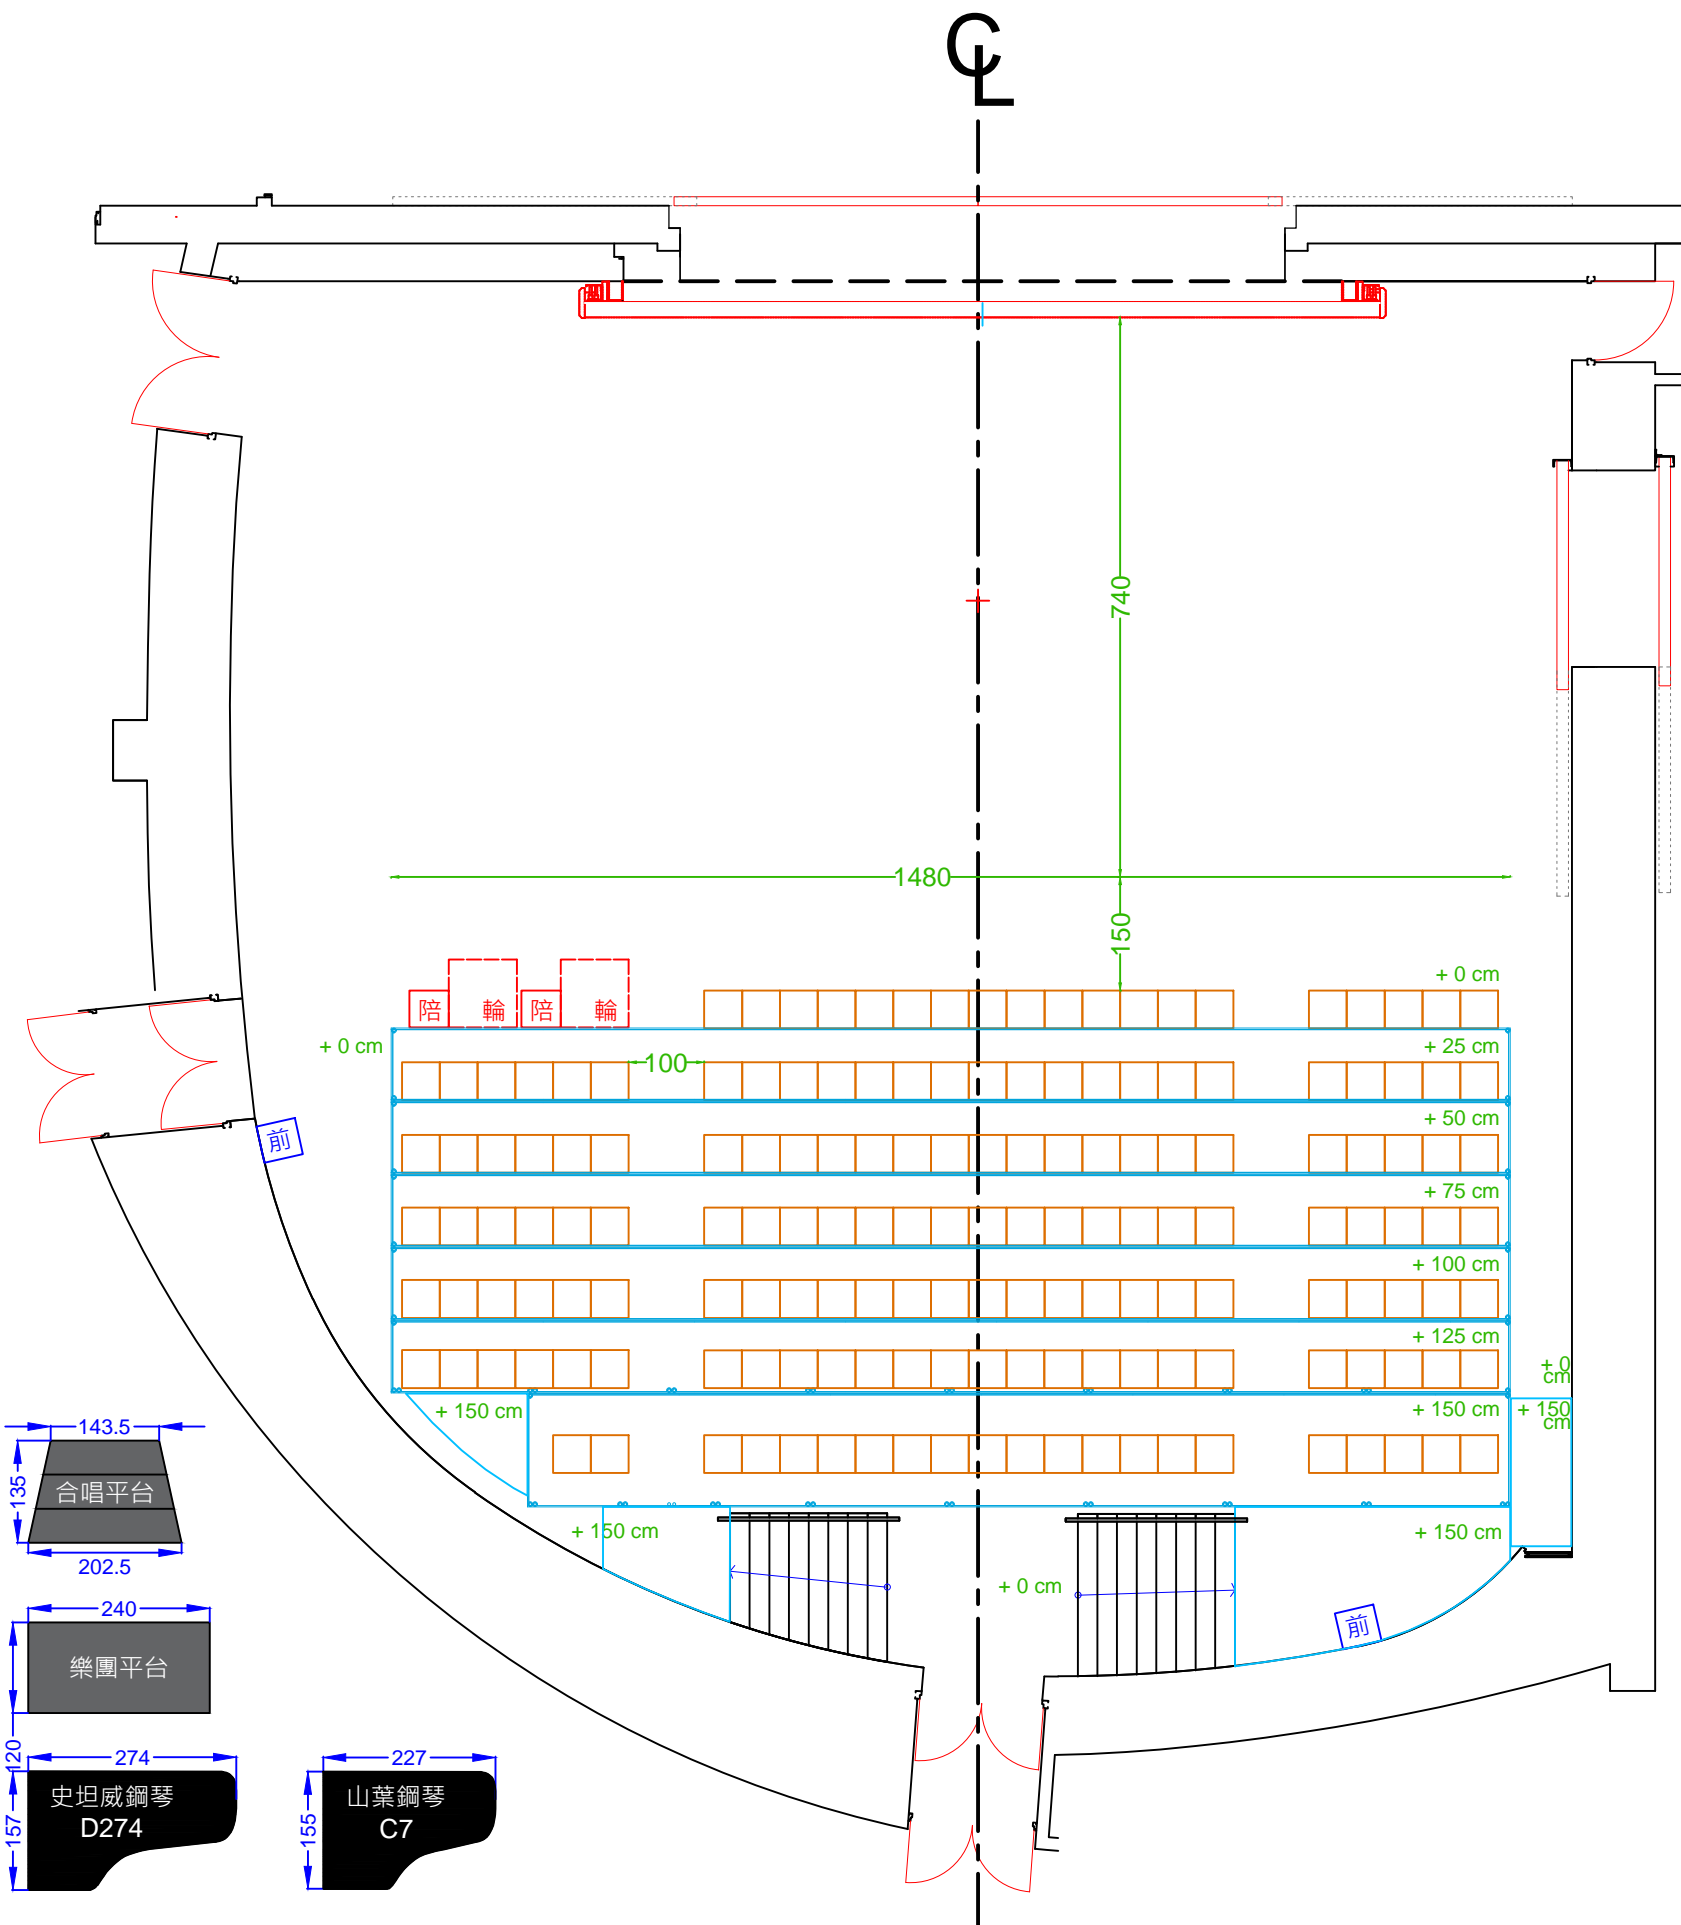 CL
740
1480
150
+ 0 cm
陪 輪 陪 輪
+ 0 cm
100
+ 25 cm
+ 50 cm
前
+ 75 cm
+ 100 cm
+ 125 cm
+ 0
cm
+ 150 cm
+ 150 cm
+ 150
cm
+ 150 cm
+ 150 cm
+ 0 cm
前
143.5
135
合唱平台
202.5
240
樂團平台
120
274
157
史坦威鋼琴
D274
227
155
山葉鋼琴
C7